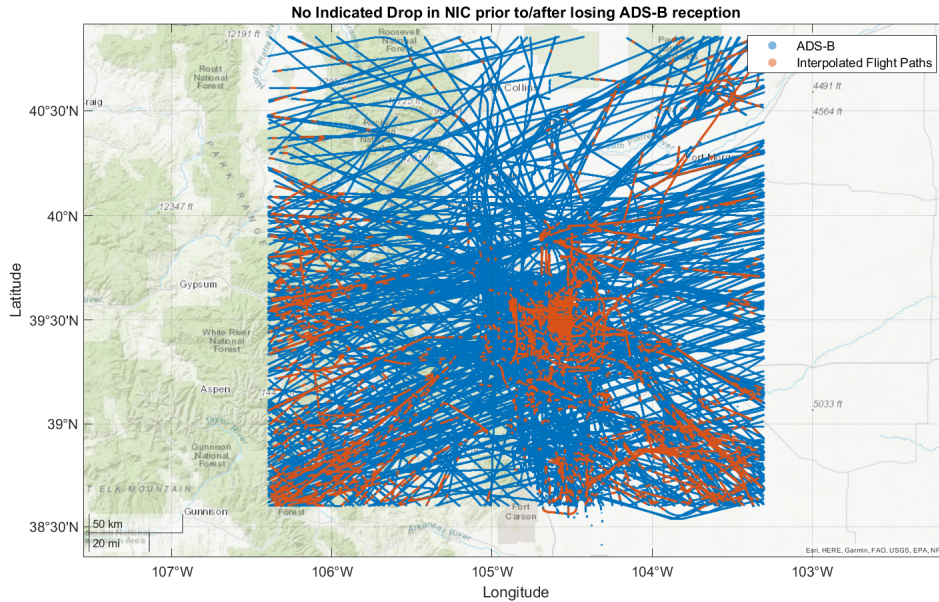 No Indicated Drop in NIC prior to/after losing ADS-B reception
ADS-B
Interpolated Flight Paths
12191 ft
Roosevelt
National
Forest
Routt
National
Forest
4491 ft
4564 ft
40°30'N
PARK RANGE
12347 ft
40°N
Gypsum
39°30'N
White River
National
Forest
Aspen
39°N
5033 ft
Gunnison
National
Forest
T ELK MOUNTAIN
Gunnison
Forest
Fort
Carson
Arkansas River
38°30'N
50 km
20 mi
Esri, HERE, Garmin, FAO, USGS, EPA, NP
107°W
106°W
105°W
104°W
103°W
Latitude
Longitude